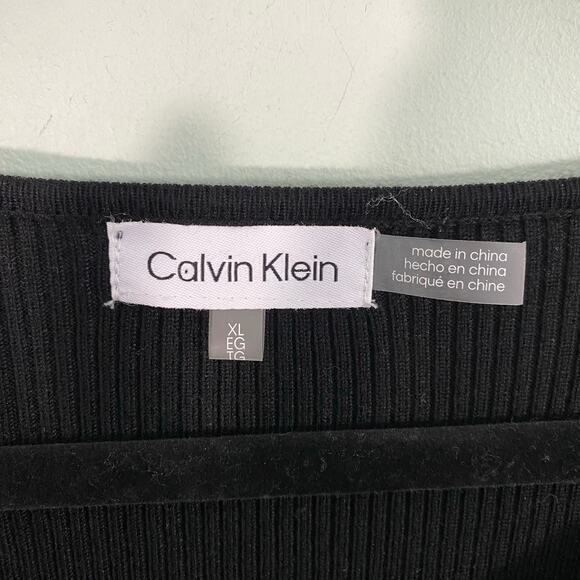 Calvin Klein
made in china
hecho en china
fabriqué en chine
XL
EG
TG